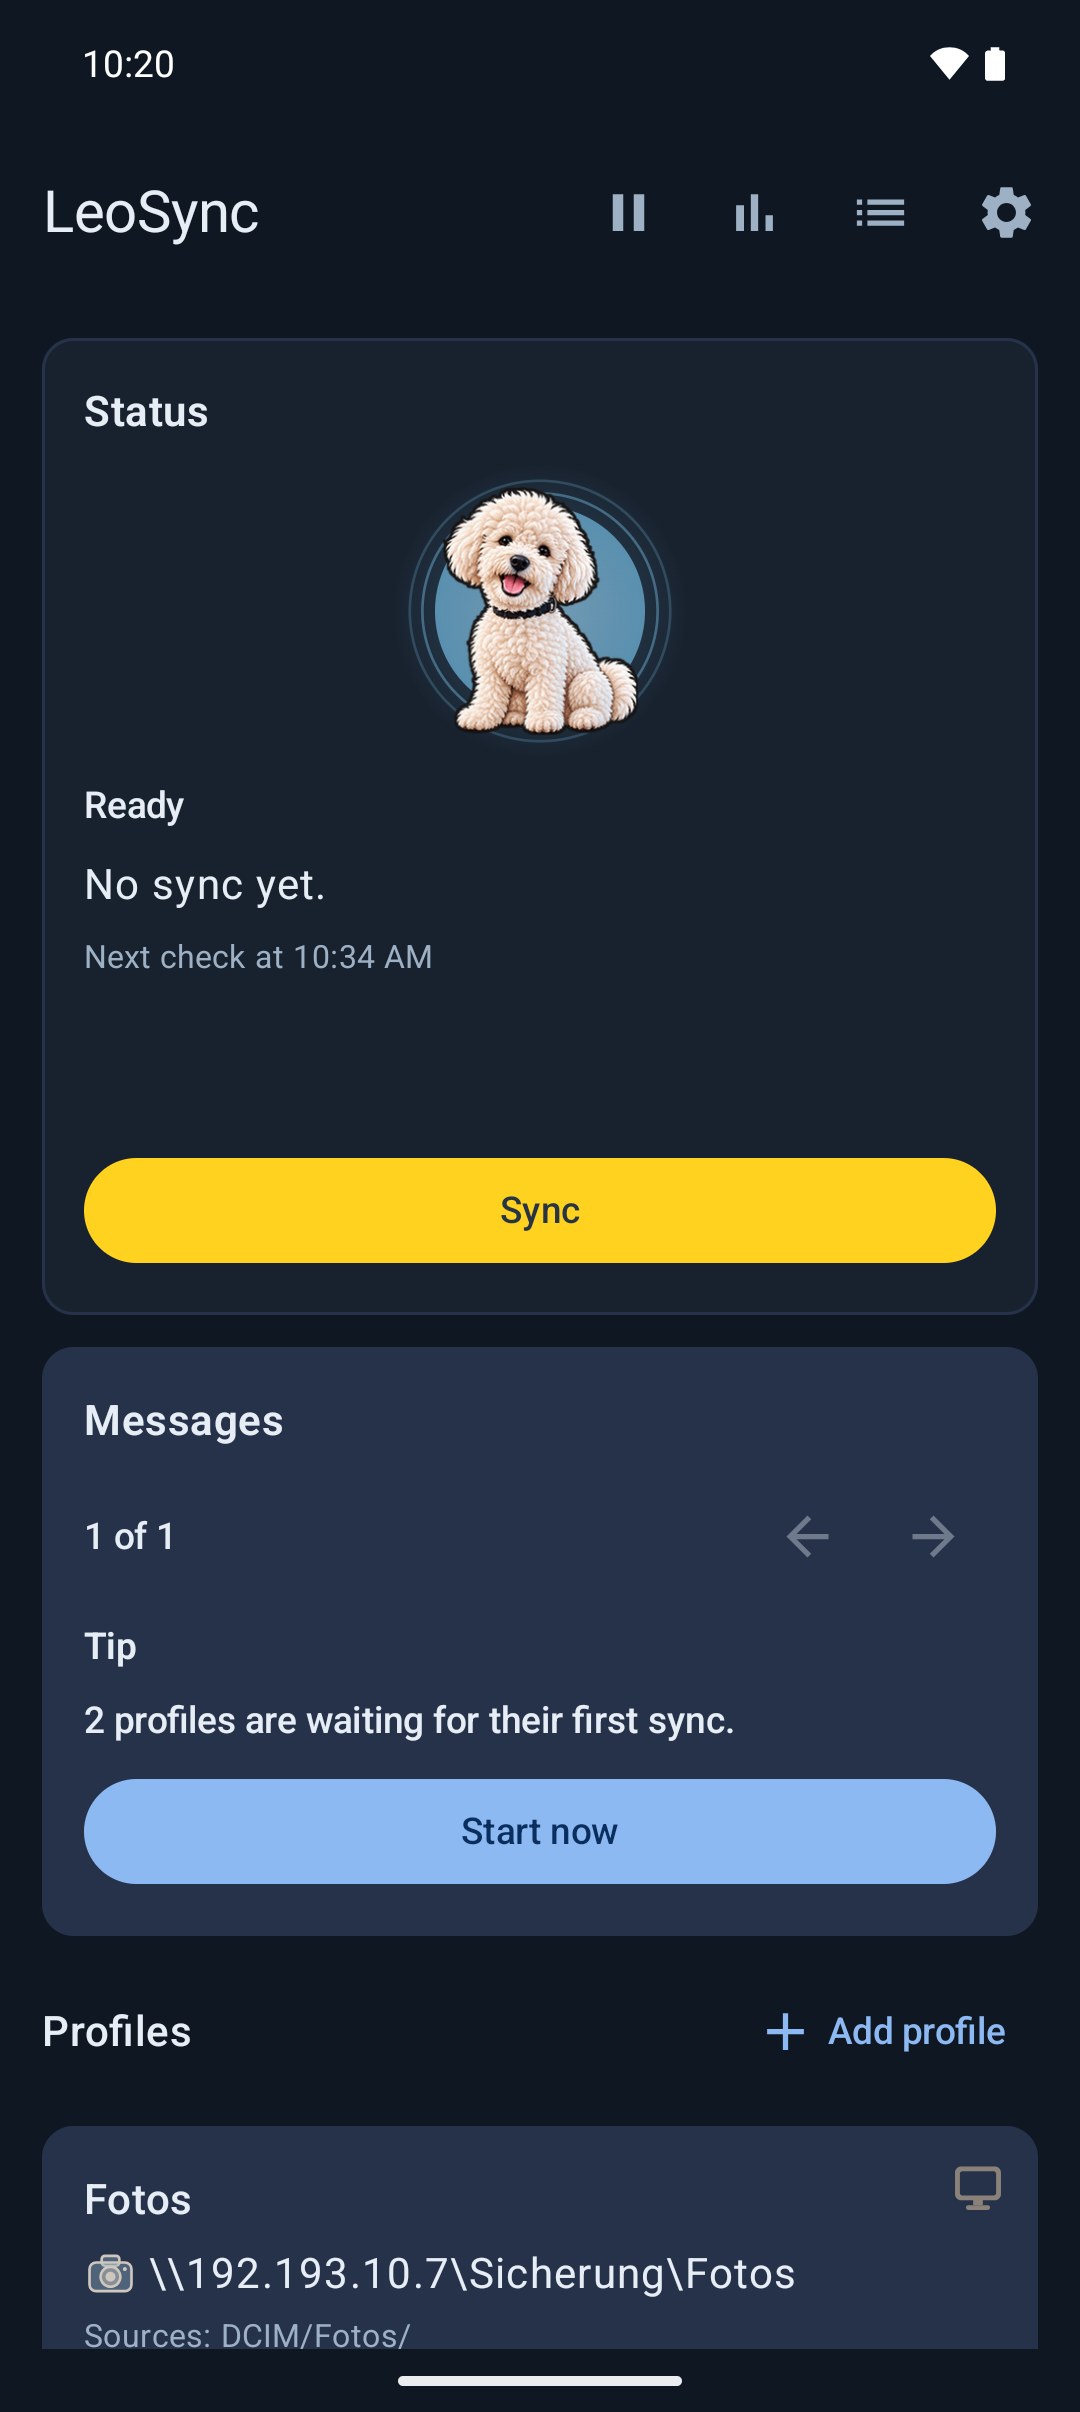 10:20
LeoSync
Status
Ready
No sync yet.
Next check at 10:34 AM
Sync
Messages
1 of 1
Tip
2 profiles are waiting for their first sync.
Start now
Profiles
Add profile
Fotos
\\192.193.10.7\Sicherung\Fotos
Sources: DCIM/Fotos/